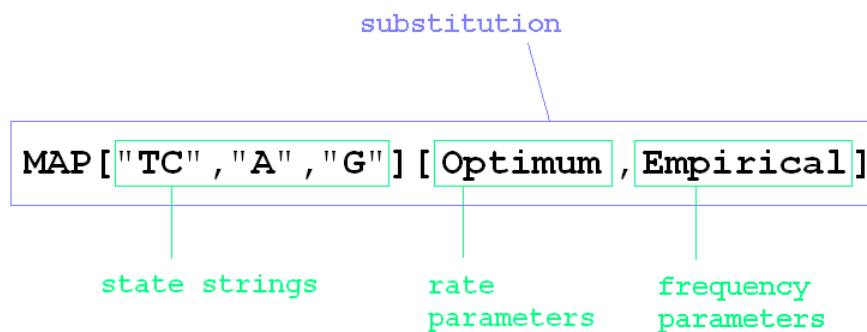 substitution
MAP["TC","A","G"][Optimum,Empirical]
state strings
rate
parameters
frequency
parameters